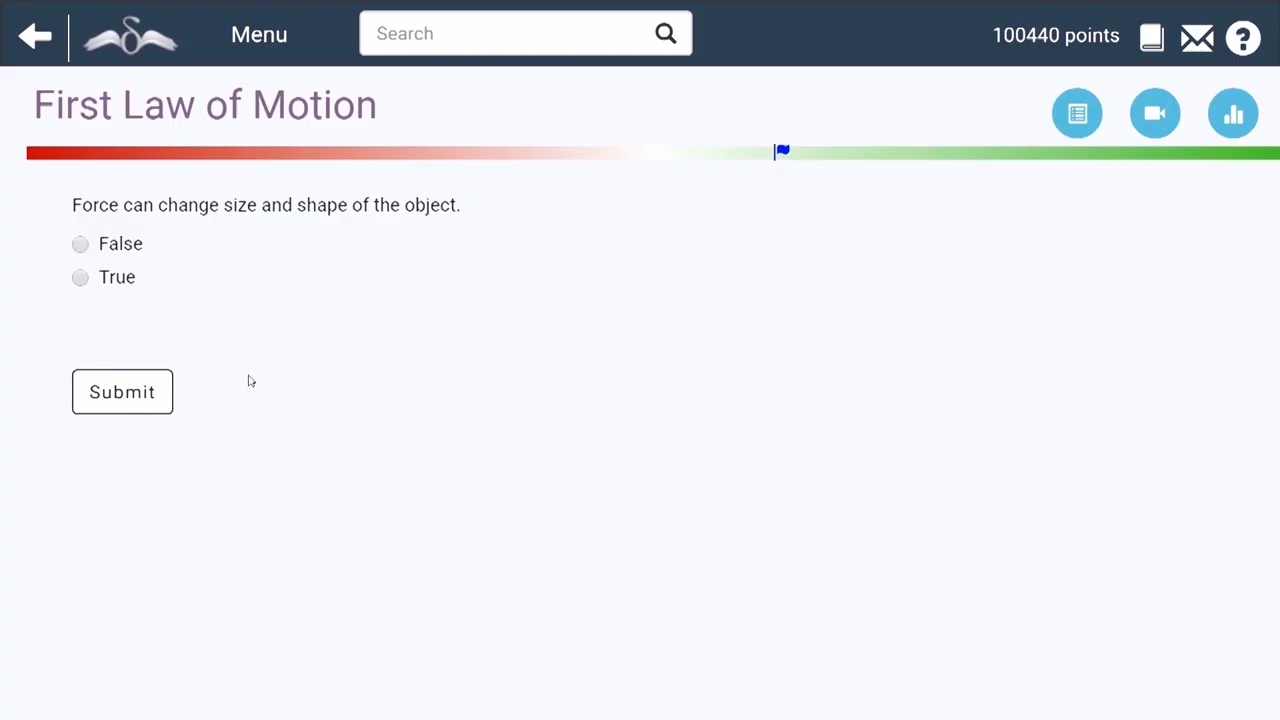 Menu
Search
100440 points
?
First Law of Motion
Force can change size and shape of the object.
False
True
Submit